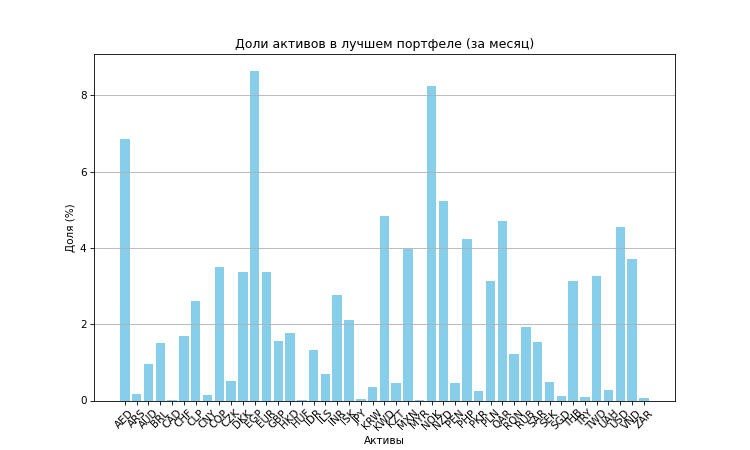 Доли активов в лучшем портфеле (за месяц)
Доля (%)
8
6
4
2
0
AED
ARS
AUD
BRL
CAD
CHF
CLP
CNY
COP
CZK
DKK
EGP
EUR
GBP
HKD
HUF
IDR
ILS
INR
ISK
JPY
KRW
KWD
KZT
MXN
MYR
NOK
NZD
PEN
PHP
PKR
PLN
QAR
RON
RUB
SAR
SEK
SGD
THB
TRY
TWD
UAH
USD
VND
ZAR
Активы